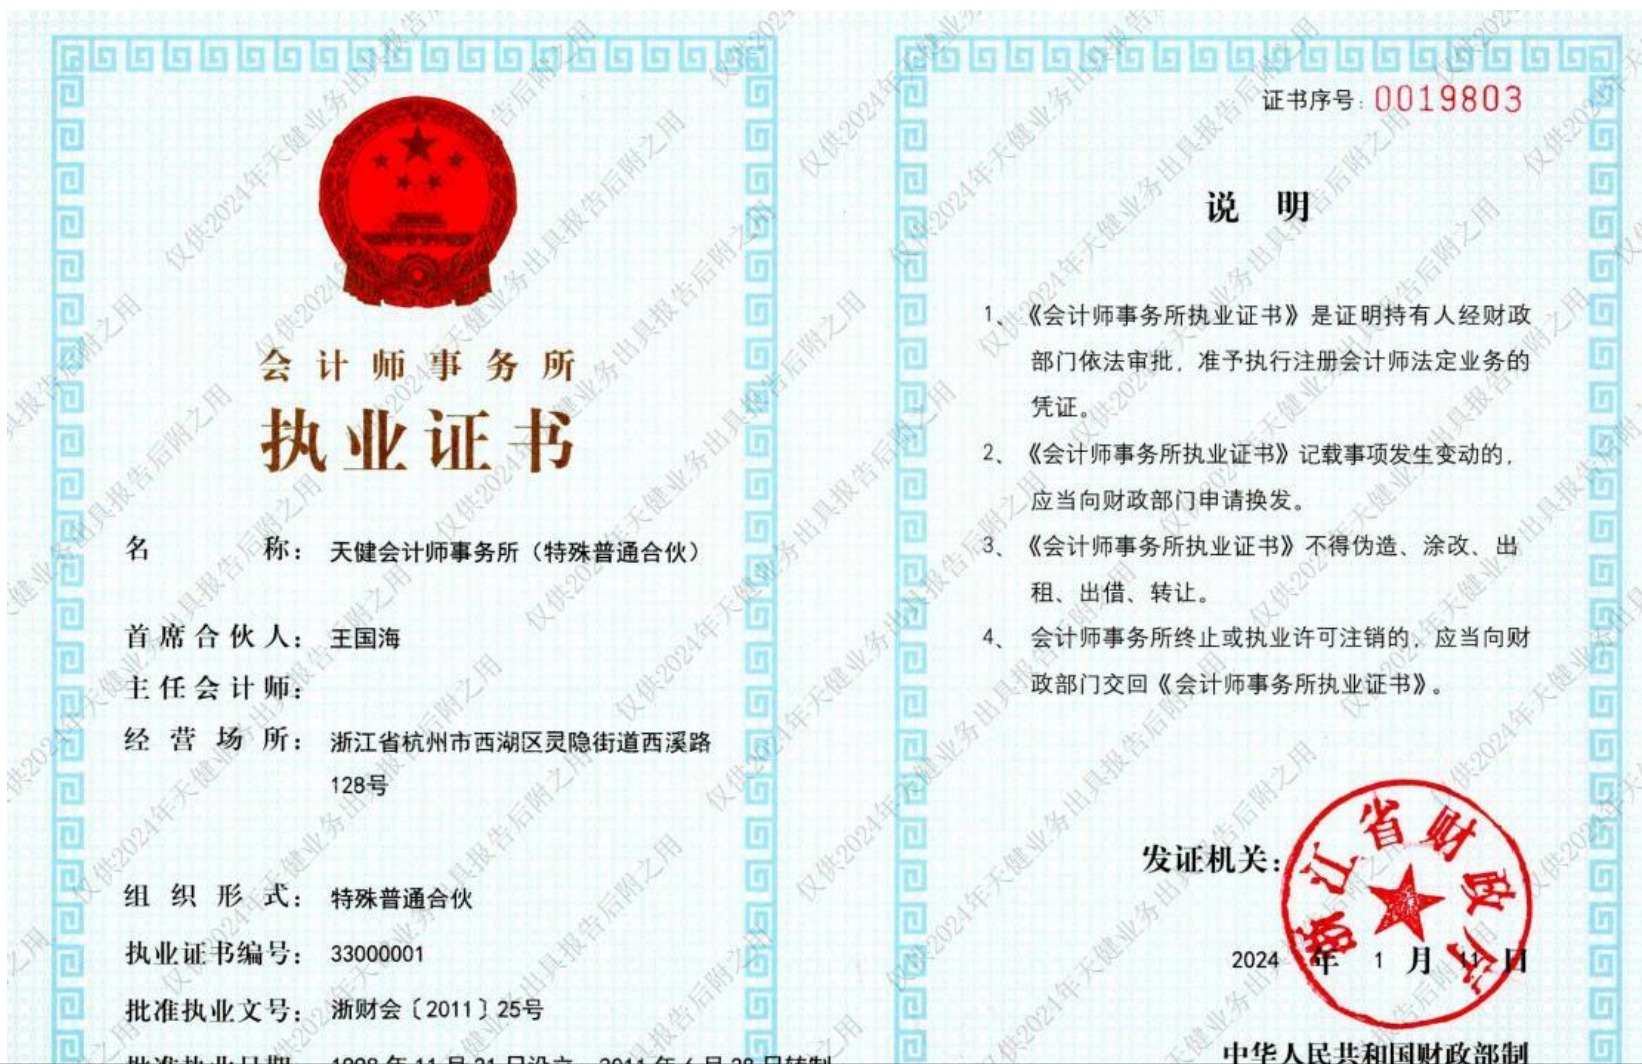 会计师事务所
执业证书
名称：天健会计师事务所（特殊普通合伙）
首席合伙人：王国海
主任会计师：
经营场所：浙江省杭州市西湖区灵隐街道西溪路
128号
组织形式：特殊普通合伙
执业证书编号：33000001
批准执业文号：浙财会〔2011〕25号
证书序号：0019803
说明
1、《会计师事务所执业证书》是证明持有人经财政
部门依法审批，准予执行注册会计师法定业务的
凭证。
2、《会计师事务所执业证书》记载事项发生变动的，
应当向财政部门申请换发。
3、《会计师事务所执业证书》不得伪造、涂改、出
租、出借、转让。
4、会计师事务所终止或执业许可注销的，应当向财
政部门交回《会计师事务所执业证书》。
发证机关：
浙江省财政厅
2024年1月11日
中华人民共和国财政部制
仅供2024年天健业务出具报告后附之用